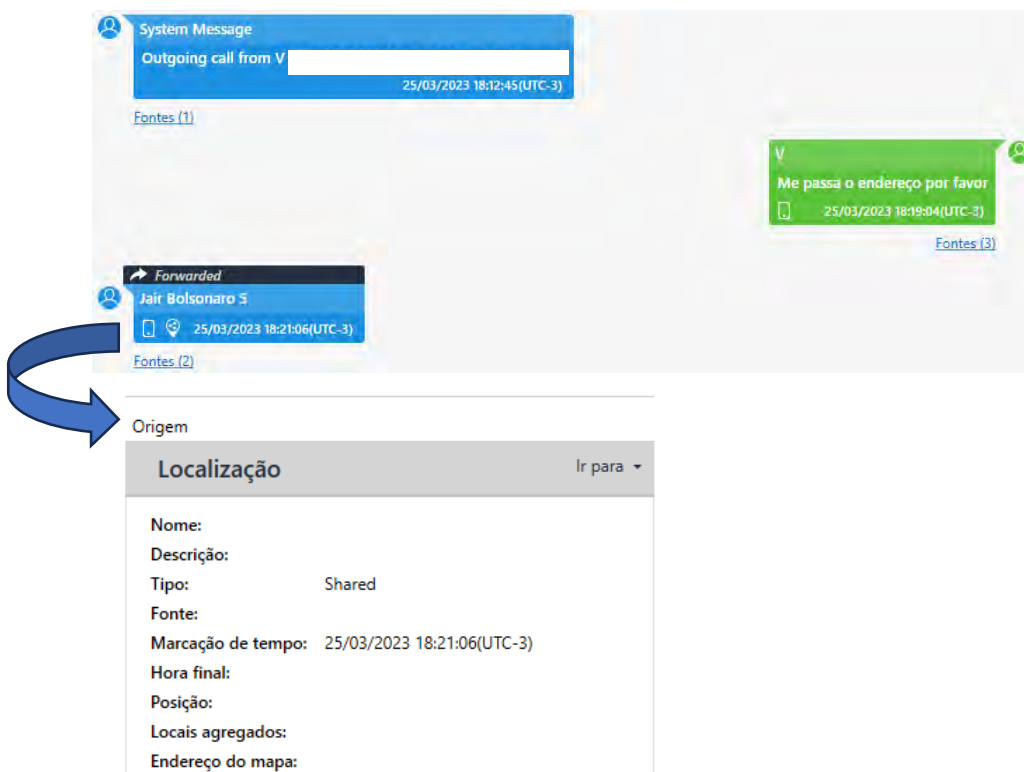 System Message
Outgoing call from V
25/03/2023 18:12:45(UTC-3)
Fontes (1)
V
Me passa o endereço por favor
25/03/2023 18:19:04(UTC-3)
Fontes (3)
Forwarded
Jair Bolsonaro 5
25/03/2023 18:21:06(UTC-3)
Fontes (2)
Origem
Localização Ir para
Nome:
Descrição:
Tipo: Shared
Fonte:
Marcação de tempo: 25/03/2023 18:21:06(UTC-3)
Hora final:
Posição:
Locais agregados:
Endereço do mapa: